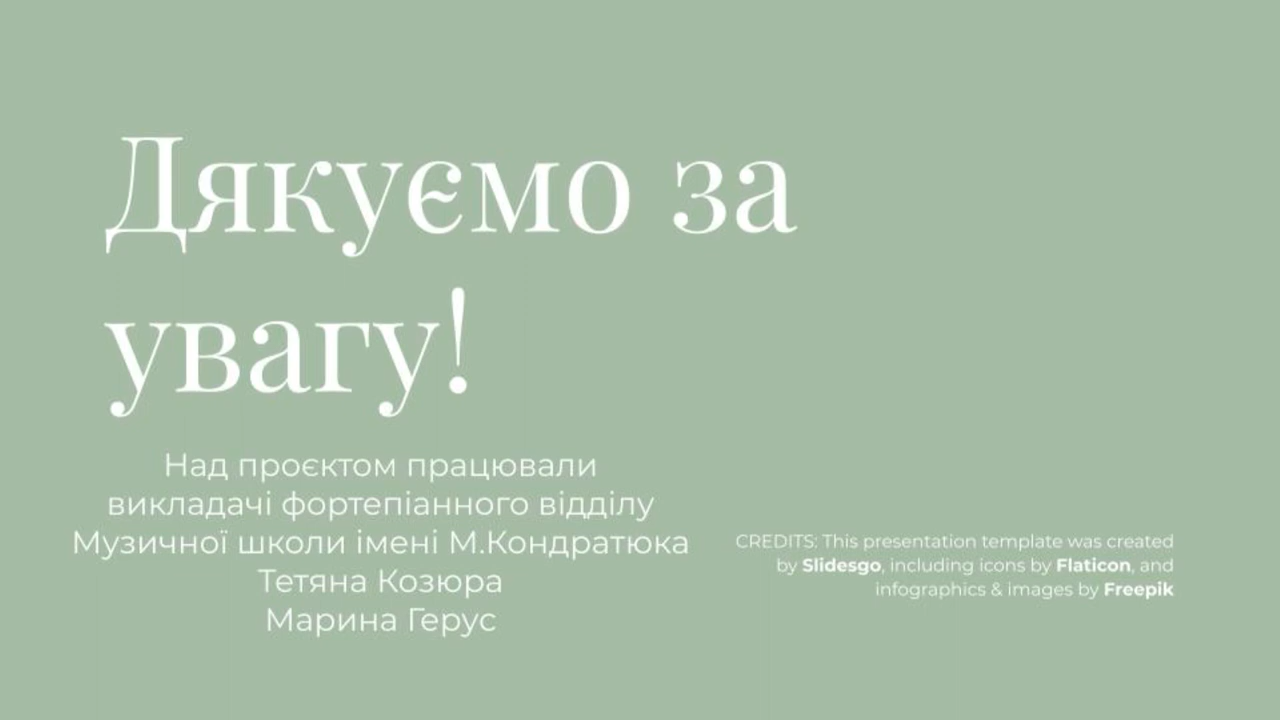 Дякуємо за
увагу!
Над проєктом працювали
викладачі фортепіанного відділу
Музичної школи імені М.Кондратюка
Тетяна Козюра
Марина Герус
CREDITS: This presentation template was created
by Slidesgo, including icons by Flaticon, and
infographics & images by Freepik